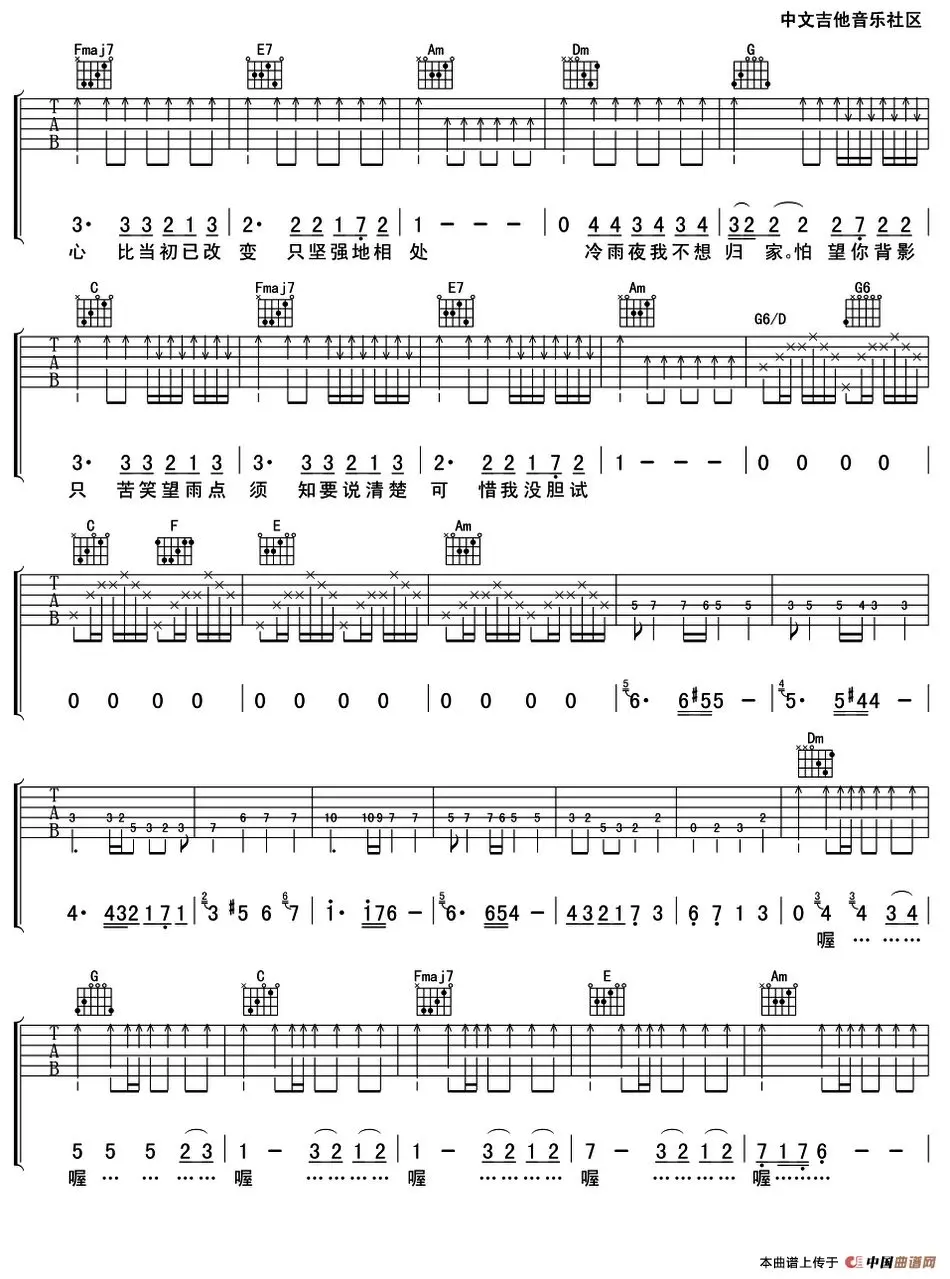 中文吉他音乐社区
Fmaj7 E7 Am Dm G
T A B
3· 3 3 2 1 3 | 2· 2 2 1 7 2 | 1 - - - | 0 4 4 3 4 3 4 | 3 2 2 2 2 7 2 2
心 比当初已改 变 只坚强地相 处 冷雨夜我不想 归 家。怕 望你背影
C Fmaj7 E7 Am G6/D G6
T A B
3· 3 3 2 1 3 | 3· 3 3 2 1 3 | 2· 2 2 1 7 2 | 1 - - - | 0 0 0 0
只 苦笑望雨点 须 知要说清楚 可 惜我没胆试
C F E Am
T A B
5 7 7 6 5 5 3 5 5 4 3 3
0 0 0 0 | 0 0 0 0 | 0 0 0 0 | 5 6· 6 #5 5 - | 4 5· 5 #4 4 -
Dm
T A B
3 3 2 5 3 2 3 7 6 7 7 10 10 9 7 7 5 7 7 6 5 5 3 2 5 3 2 2 0 2 3 2
4· 4 3 2 1 7 1 | 2 3 #5 6 6 7 | 1· 1 7 6 - | 5 6· 6 5 4 - | 4 3 2 1 7 3 | 6 7 1 3 | 0 3 4 3 4 3 4
喔 … … …
G C Fmaj7 E Am
T A B
5 5 5 2 3 | 1 - 3 2 1 2 | 1 - 3 2 1 2 | 7 - 3 2 1 2 | 7 1 7 6 - -
喔 … … … 喔 … … 喔 … … 喔 … … 喔 ………
本曲谱上传于 中国曲谱网